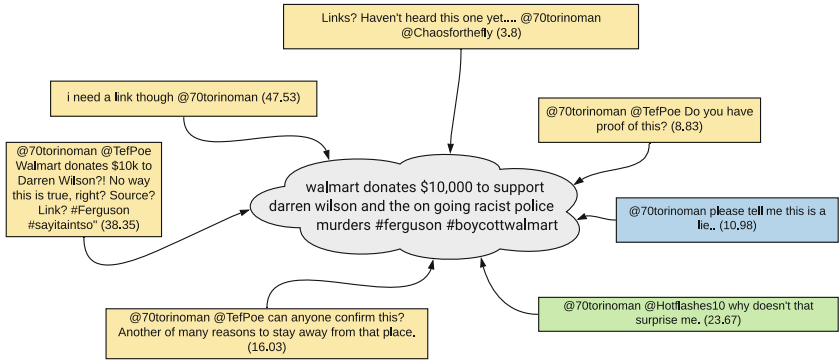 Links? Haven't heard this one yet.... @70torinoman
@Chaosforthefly (3.8)
i need a link though @70torinoman (47.53)
@70torinoman @TefPoe Do you have
proof of this? (8.83)
@70torinoman @TefPoe
Walmart donates $10k to
Darren Wilson?! No way
this is true, right? Source?
Link? #Ferguson
#sayitaintso" (38.35)
walmart donates $10,000 to support
darren wilson and the on going racist police
murders #ferguson #boycottwalmart
@70torinoman please tell me this is a
lie.. (10.98)
@70torinoman @TefPoe can anyone confirm this?
Another of many reasons to stay away from that place.
(16.03)
@70torinoman @Hotflashes10 why doesn't that
surprise me. (23.67)